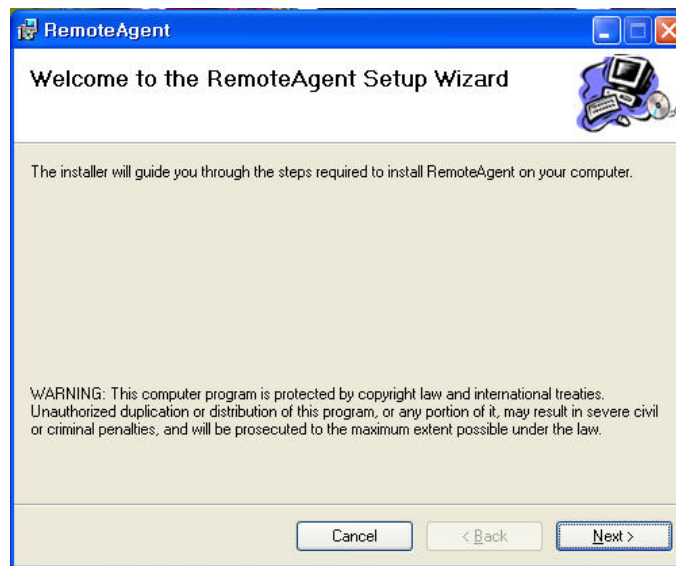 RemoteAgent
Welcome to the RemoteAgent Setup Wizard
The installer will guide you through the steps required to install RemoteAgent on your computer.
WARNING: This computer program is protected by copyright law and international treaties.
Unauthorized duplication or distribution of this program, or any portion of it, may result in severe civil
or criminal penalties, and will be prosecuted to the maximum extent possible under the law.
Cancel
< Back
Next >